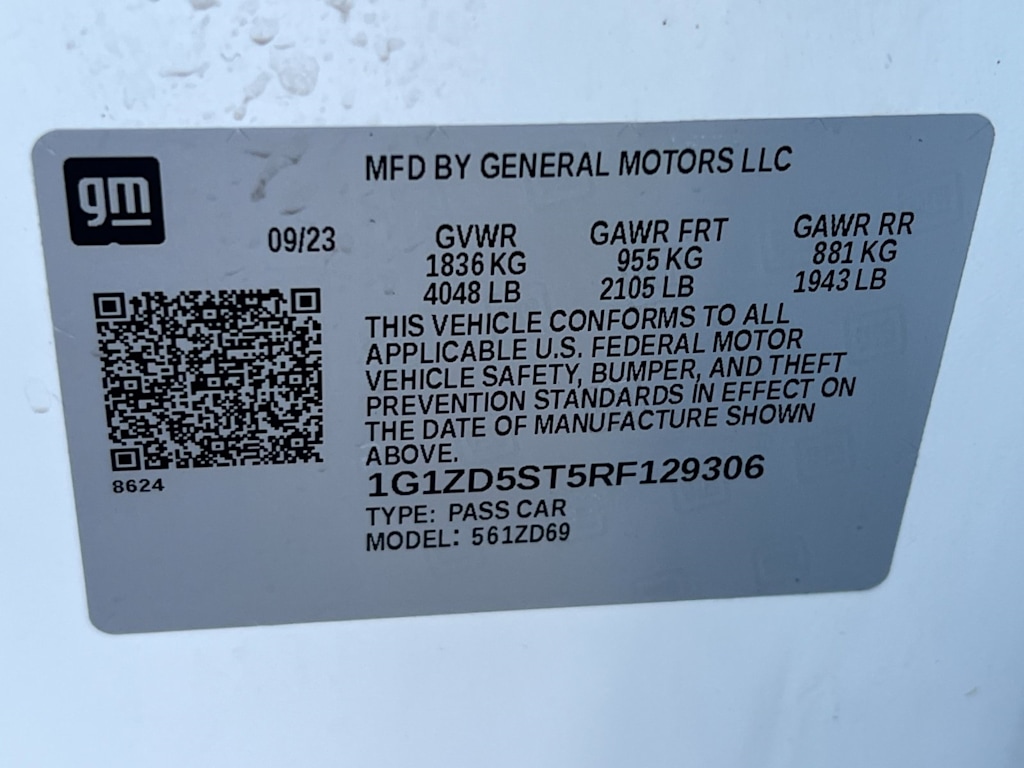 gm
MFD BY GENERAL MOTORS LLC
09/23
GVWR GAWR FRT GAWR RR
1836 KG 955 KG 881 KG
4048 LB 2105 LB 1943 LB
THIS VEHICLE CONFORMS TO ALL
APPLICABLE U.S. FEDERAL MOTOR
VEHICLE SAFETY, BUMPER, AND THEFT
PREVENTION STANDARDS IN EFFECT ON
THE DATE OF MANUFACTURE SHOWN
ABOVE.
8624
1G1ZD5ST5RF129306
TYPE: PASS CAR
MODEL: 561ZD69